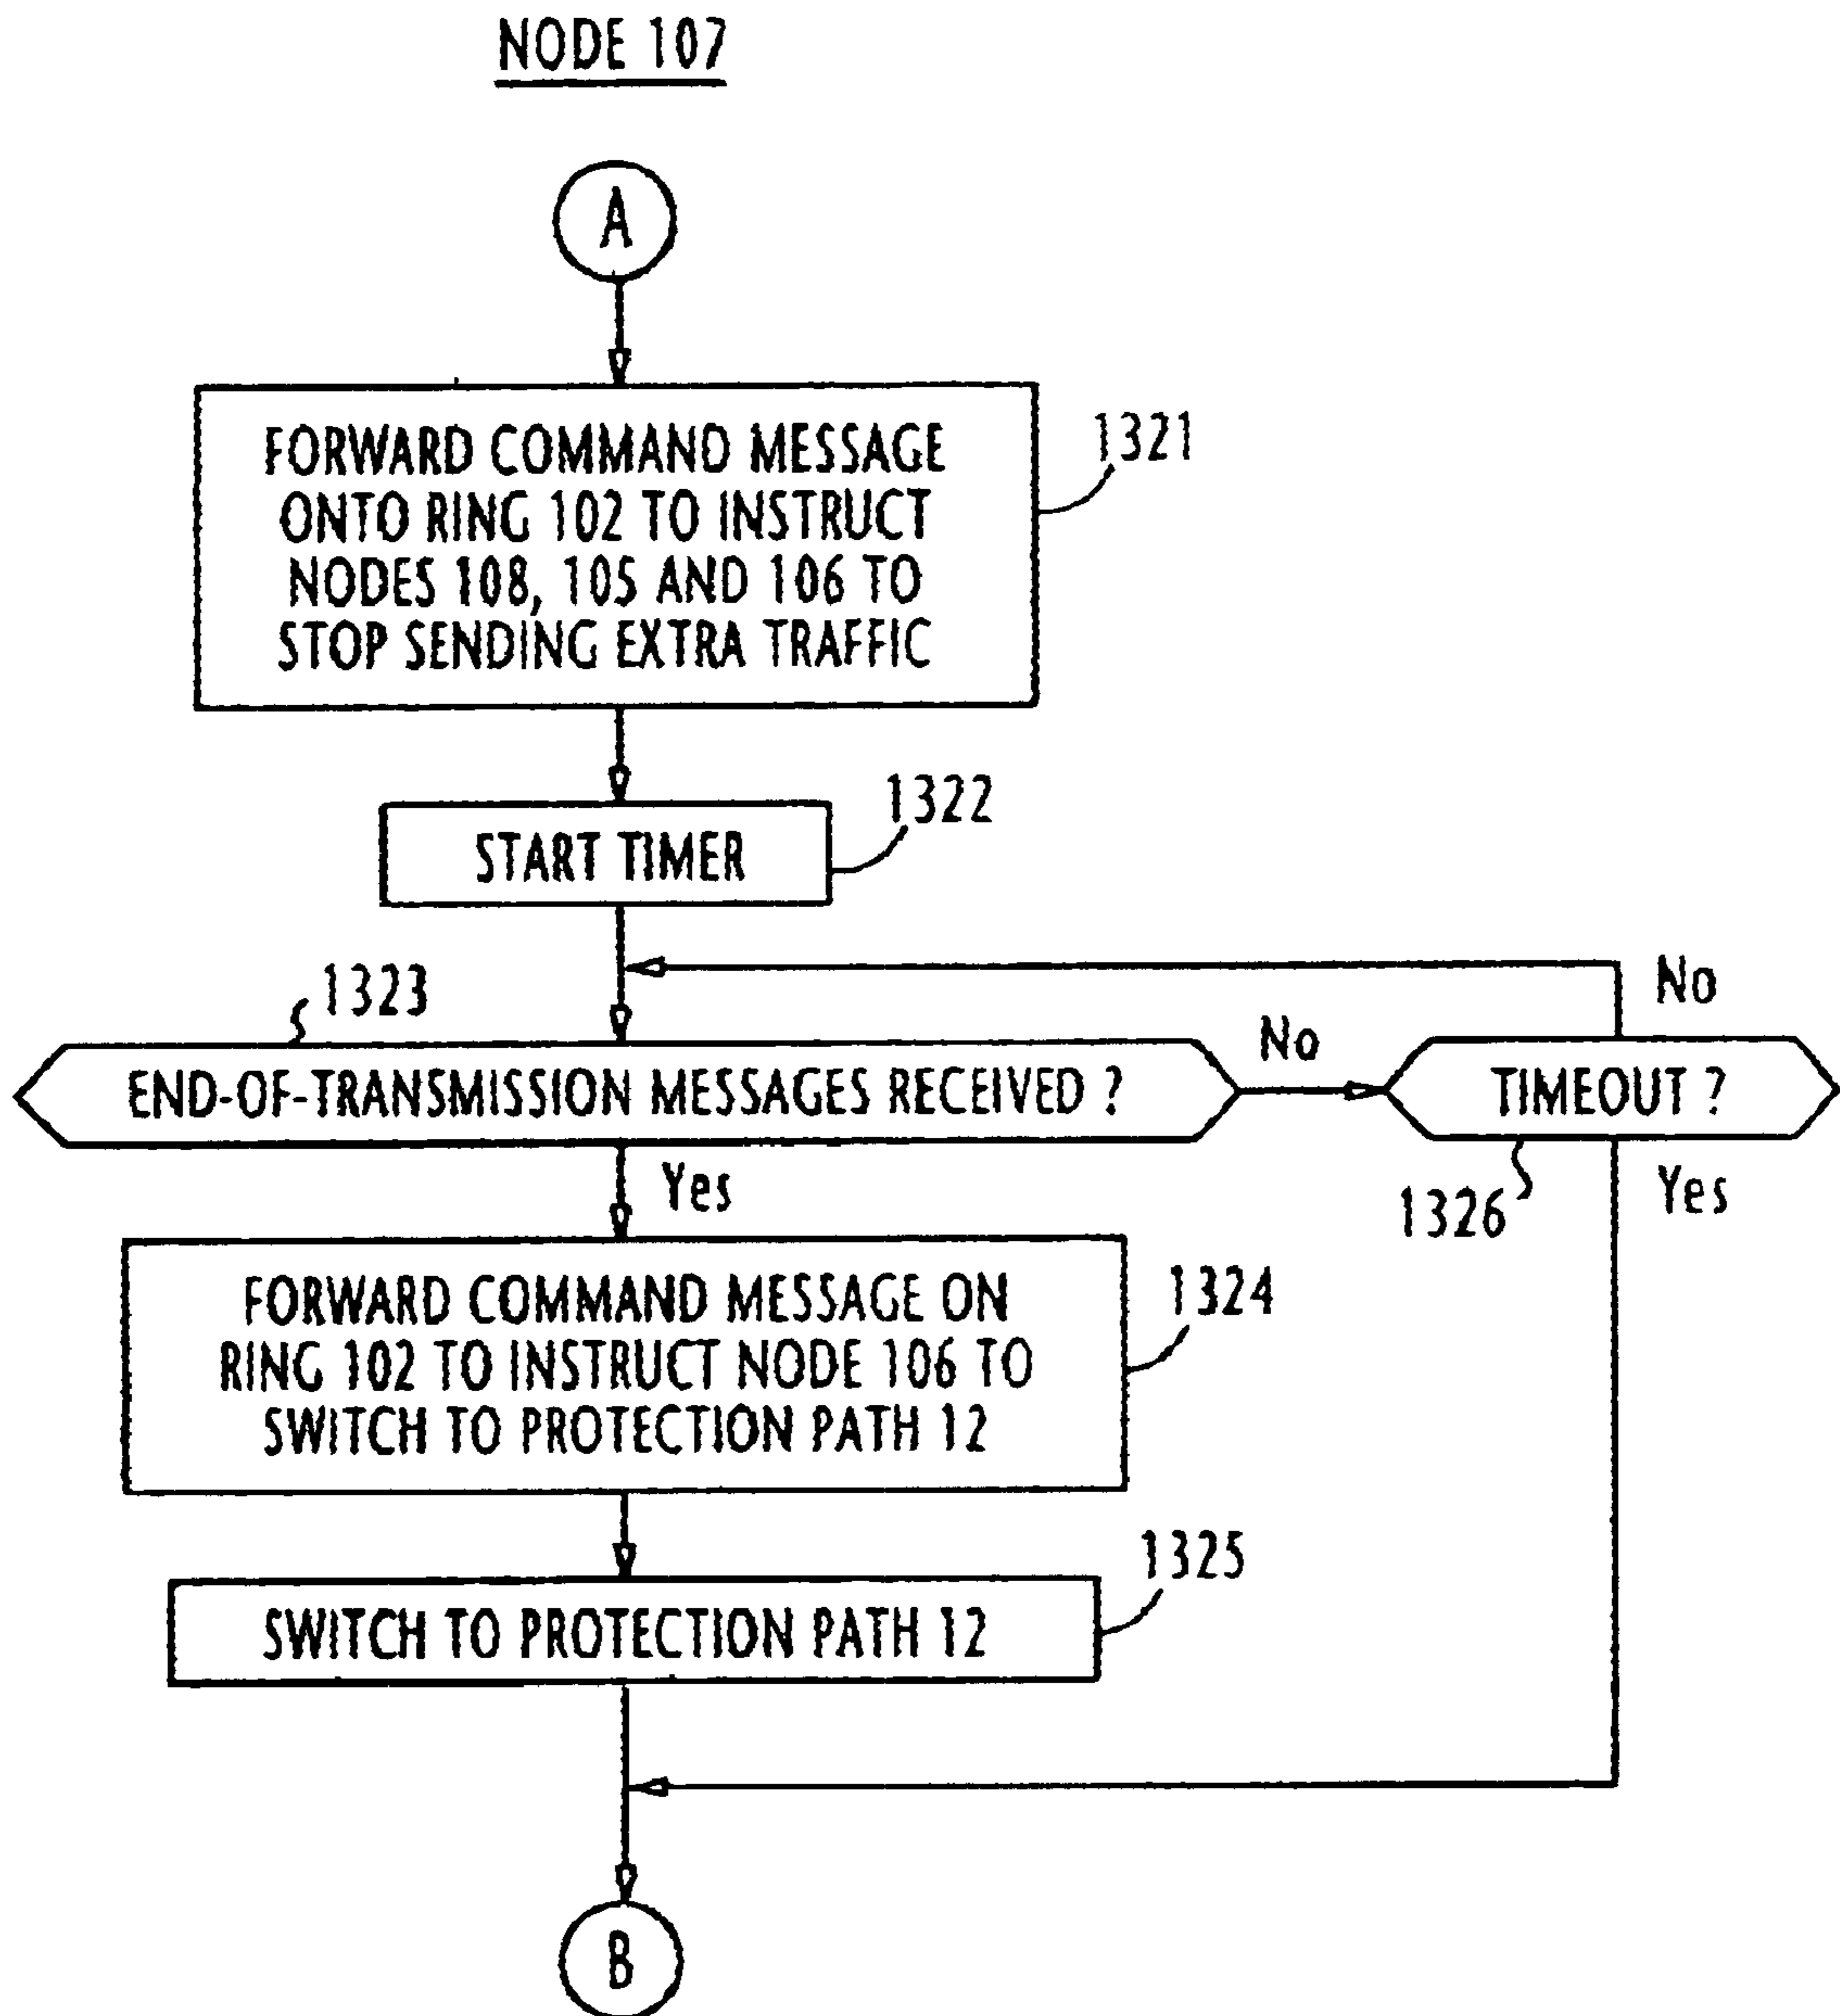 NODE 107
A
FORWARD COMMAND MESSAGE
ONTO RING 102 TO INSTRUCT
NODES 108, 105 AND 106 TO
STOP SENDING EXTRA TRAFFIC
1321
START TIMER
1322
1323
END-OF-TRANSMISSION MESSAGES RECEIVED ?
No
TIMEOUT ?
No
1326
Yes
Yes
FORWARD COMMAND MESSAGE ON
RING 102 TO INSTRUCT NODE 106 TO
SWITCH TO PROTECTION PATH 12
1324
SWITCH TO PROTECTION PATH 12
1325
B